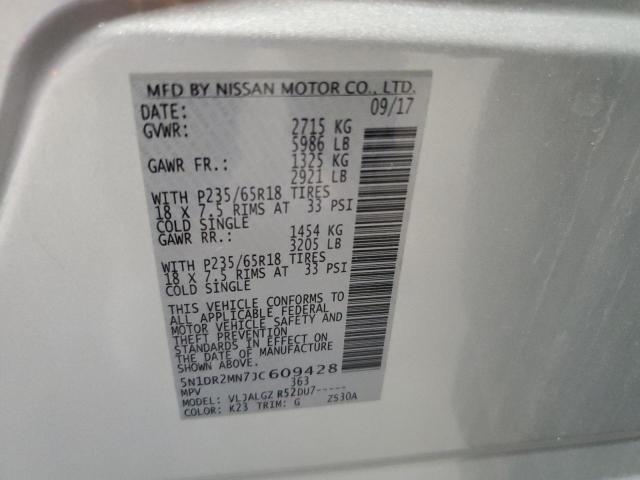 MFD BY NISSAN MOTOR CO., LTD.
DATE: 09/17
GVWR: 2715 KG
5986 LB
GAWR FR.: 1325 KG
2921 LB
WITH P235/65R18 TIRES
18 X 7.5 RIMS AT 33 PSI
COLD SINGLE
GAWR RR.: 1454 KG
3205 LB
WITH P235/65R18 TIRES
18 X 7.5 RIMS AT 33 PSI
COLD SINGLE
THIS VEHICLE CONFORMS TO
ALL APPLICABLE FEDERAL
MOTOR VEHICLE SAFETY AND
THEFT PREVENTION
STANDARDS IN EFFECT ON
THE DATE OF MANUFACTURE
SHOWN ABOVE.
5N1DR2MN7JC609428
MPV 363
MODEL: VLJALGZ R52DU7-----
COLOR: K23 TRIM: G ZS30A